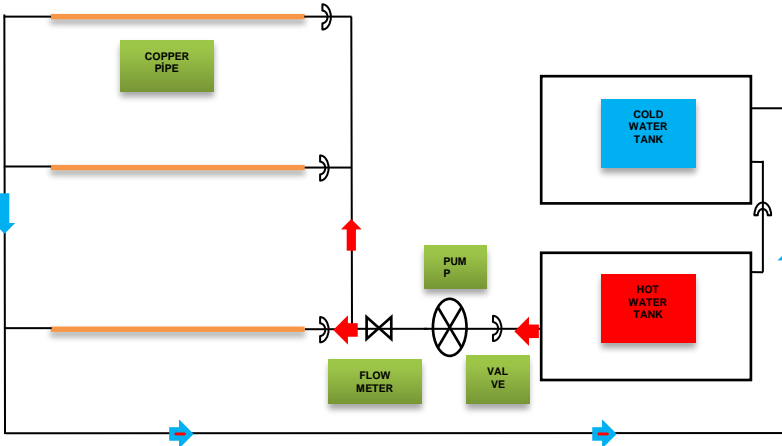 COPPER
PİPE
COLD
WATER
TANK
PUM
P
HOT
WATER
TANK
FLOW
METER
VAL
VE